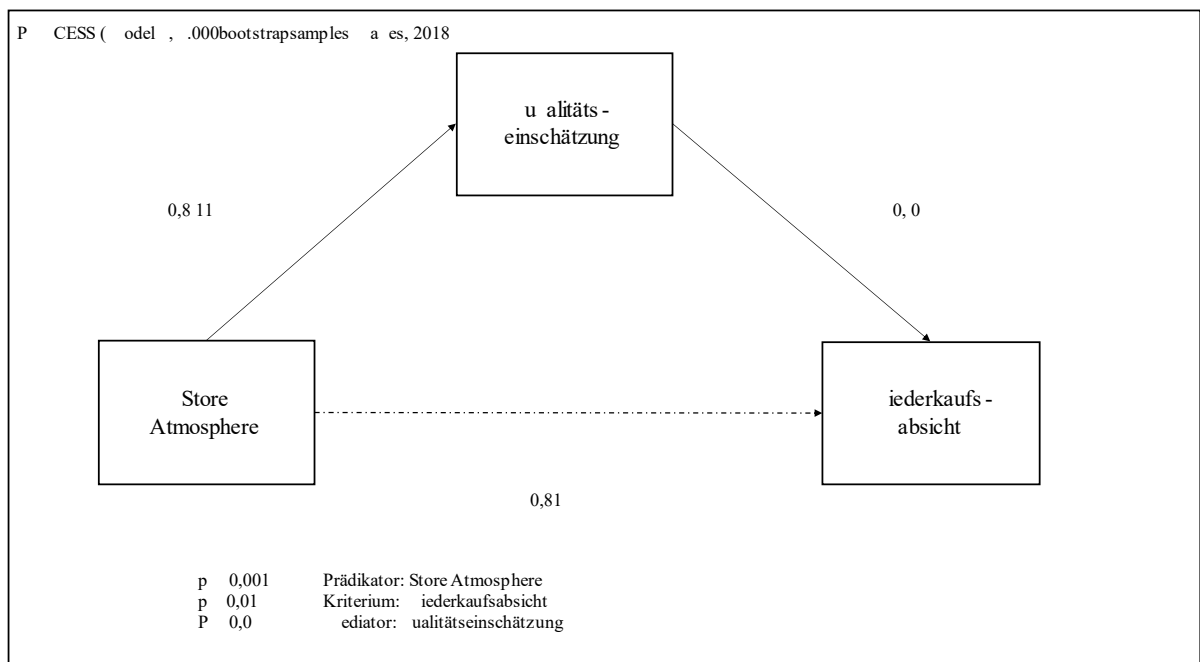 P CESS ( odel , .000bootstrapsamples a es, 2018
u alitäts -
einschätzung
0,8 11
0, 0
Store
Atmosphere
iederkaufs -
absicht
0,81
p 0,001 Prädikator: Store Atmosphere
p 0,01 Kriterium: iederkaufsabsicht
P 0,0 ediator: ualitätseinschätzung